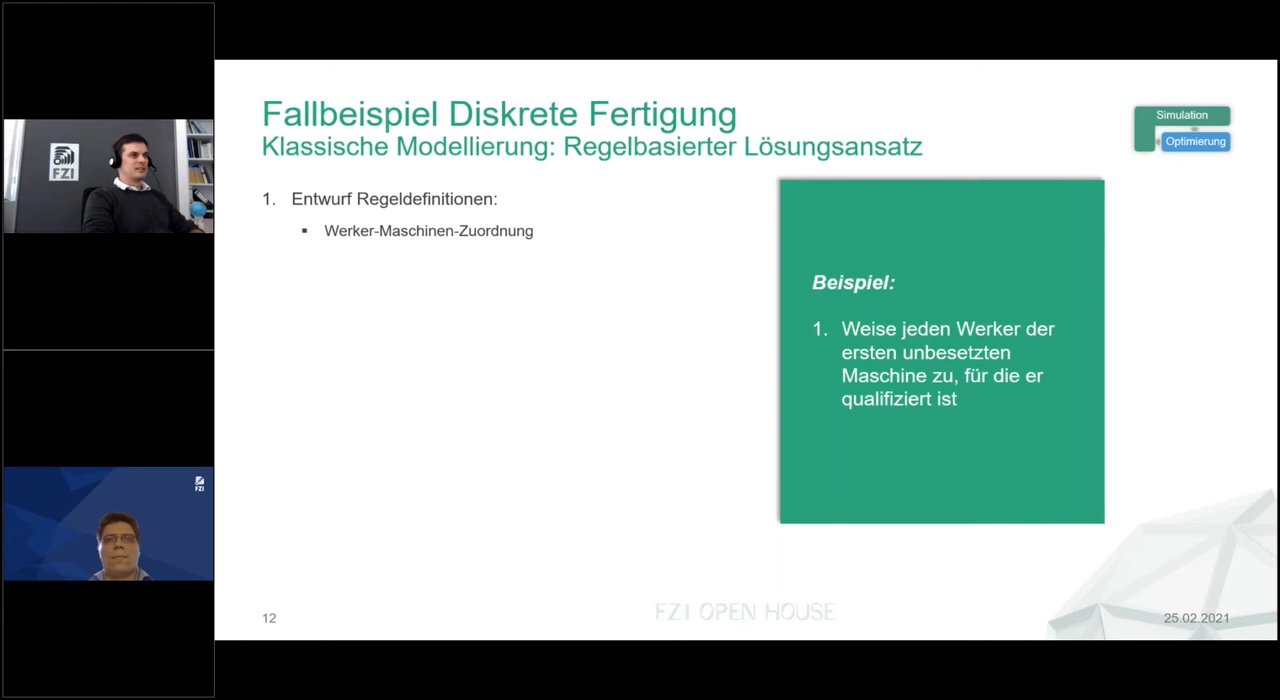 Fallbeispiel Diskrete Fertigung
Klassische Modellierung: Regelbasierter Lösungsansatz
Simulation
Optimierung
1. Entwurf Regeldefinitionen:
▪ Werker-Maschinen-Zuordnung
Beispiel:
1. Weise jeden Werker der
ersten unbesetzten
Maschine zu, für die er
qualifiziert ist
FZI
FZI
12
FZI OPEN HOUSE
25.02.2021